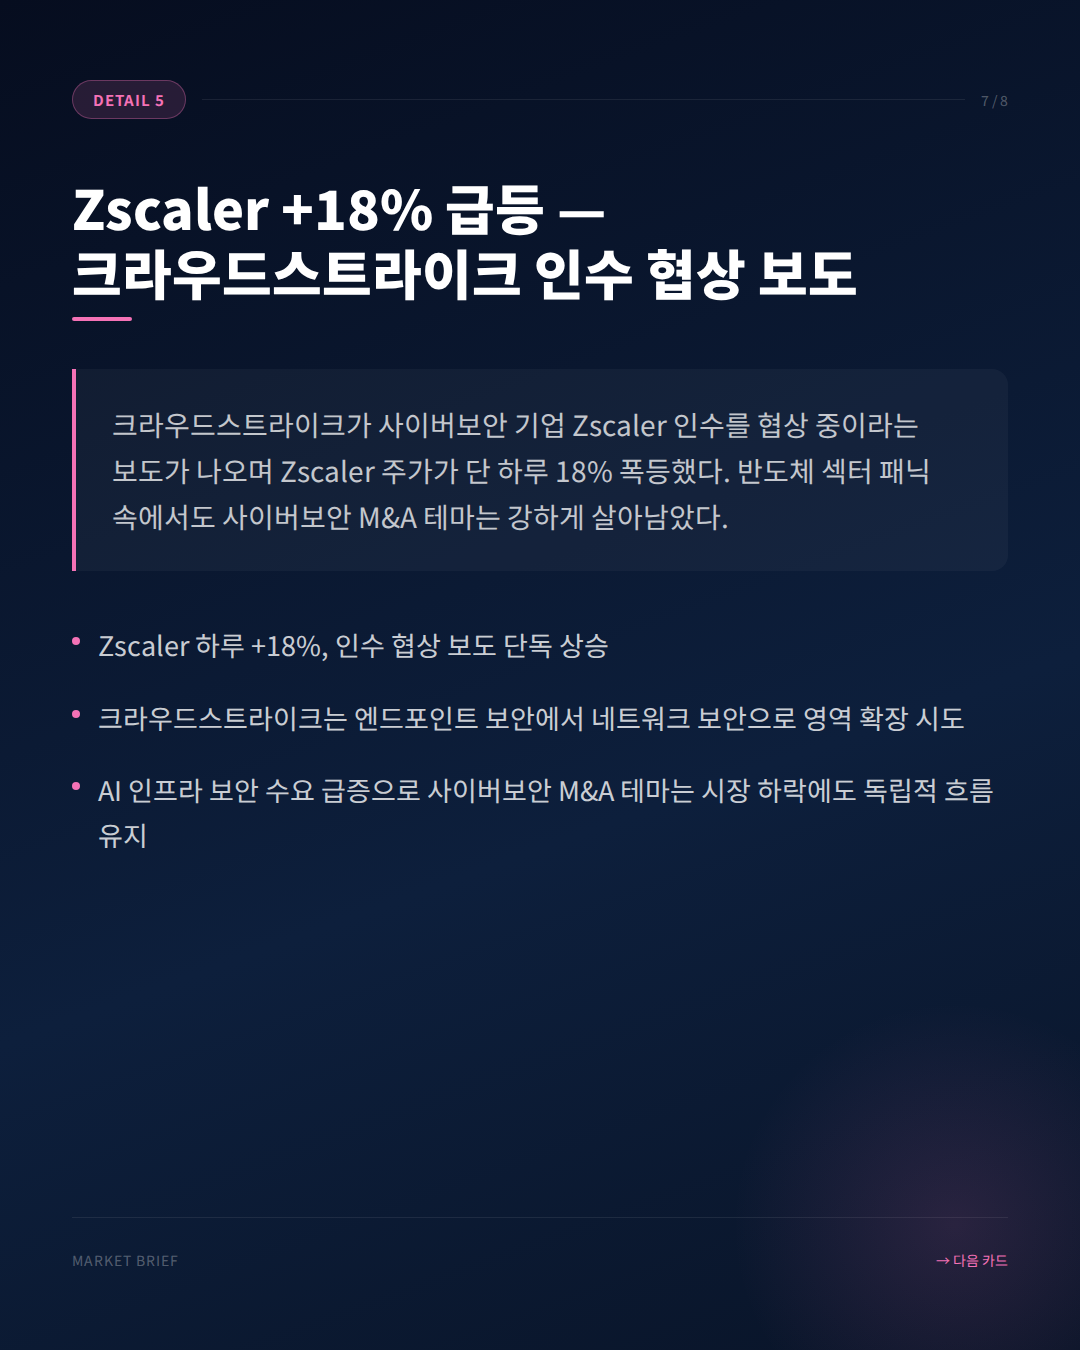 DETAIL 5
7 / 8
Zscaler +18% 급등 —
크라우드스트라이크 인수 협상 보도
크라우드스트라이크가 사이버보안 기업 Zscaler 인수를 협상 중이라는
보도가 나오며 Zscaler 주가가 단 하루 18% 폭등했다. 반도체 섹터 패닉
속에서도 사이버보안 M&A 테마는 강하게 살아남았다.
• Zscaler 하루 +18%, 인수 협상 보도 단독 상승
• 크라우드스트라이크는 엔드포인트 보안에서 네트워크 보안으로 영역 확장 시도
• AI 인프라 보안 수요 급증으로 사이버보안 M&A 테마는 시장 하락에도 독립적 흐름
유지
MARKET BRIEF
→ 다음 카드